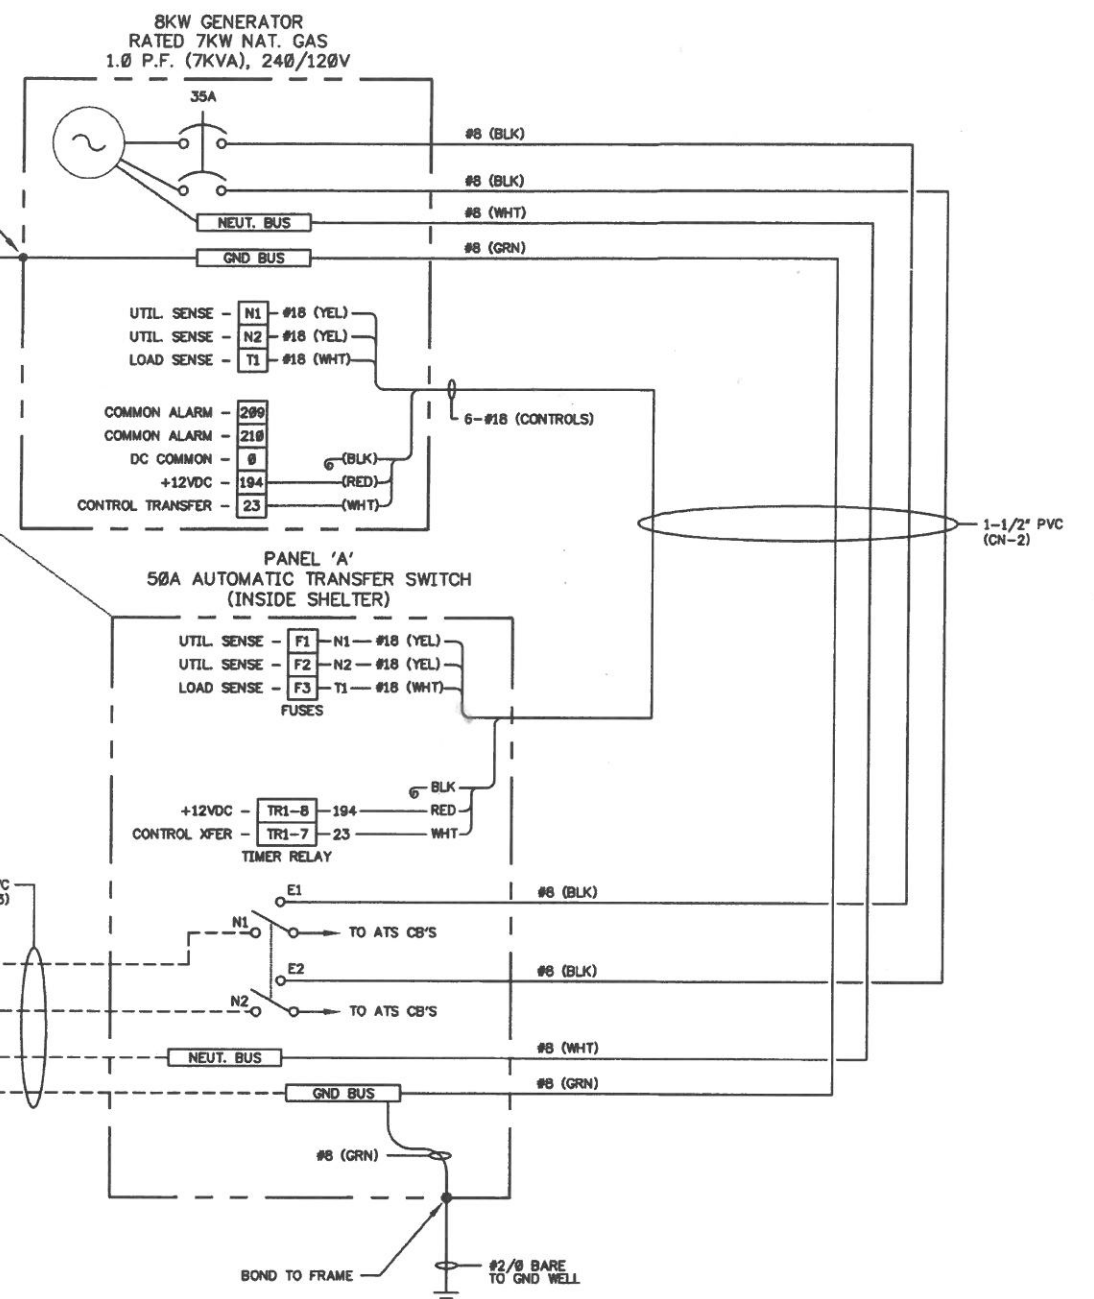 8KW GENERATOR
RATED 7KW NAT. GAS
1.0 P.F. (7KVA), 240/120V
35A
#8 (BLK)
#8 (BLK)
NEUT. BUS
#8 (WHT)
GND BUS
#8 (GRN)
UTIL. SENSE - N1 - #18 (YEL)
UTIL. SENSE - N2 - #18 (YEL)
LOAD SENSE - T1 - #18 (WHT)
6-#18 (CONTROLS)
COMMON ALARM - 209
COMMON ALARM - 210
DC COMMON - 0 (BLK)
+12VDC - 194 (RED)
CONTROL TRANSFER - 23 (WHT)
1-1/2" PVC
(CN-2)
PANEL 'A'
50A AUTOMATIC TRANSFER SWITCH
(INSIDE SHELTER)
UTIL. SENSE - F1 - N1 - #18 (YEL)
UTIL. SENSE - F2 - N2 - #18 (YEL)
LOAD SENSE - F3 - T1 - #18 (WHT)
FUSES
BLK
+12VDC - TR1-8 - 194 RED
CONTROL XFER - TR1-7 - 23 WHT
TIMER RELAY
E1
#8 (BLK)
N1
TO ATS CB'S
E2
#8 (BLK)
N2
TO ATS CB'S
NEUT. BUS
#8 (WHT)
GND BUS
#8 (GRN)
#8 (GRN)
BOND TO FRAME
#2/0 BARE
TO GND WELL